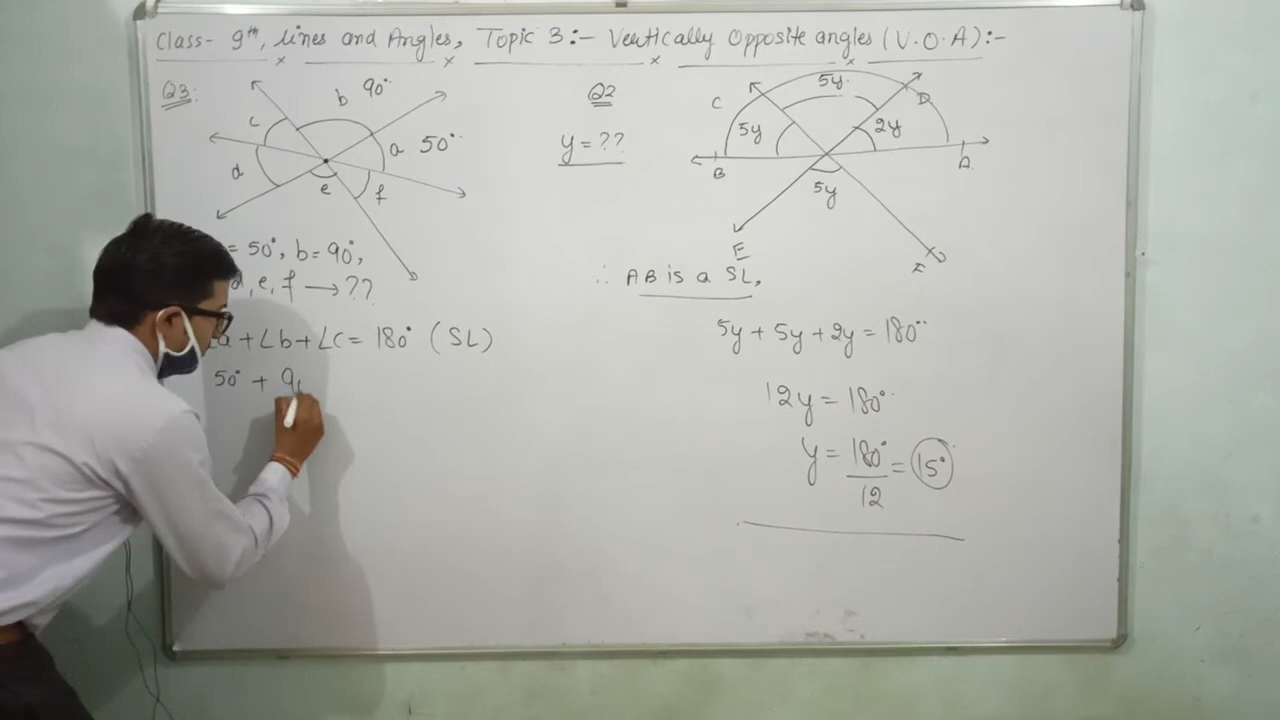 Class- 9th, Lines and Angles, Topic 3:- Vertically Opposite angles (V.O.A):-
Q3:
b 90°
c
a 50°
d
e
f
= 50°, b = 90°,
d, e, f → ??
a + ∠b + ∠c = 180° (SL)
50° + 90
Q2
y = ??
5y
C
D
5y
2y
B
A
5y
E
F
∴ AB is a SL,
5y + 5y + 2y = 180°
12y = 180°
y = 180°/12 = 15°